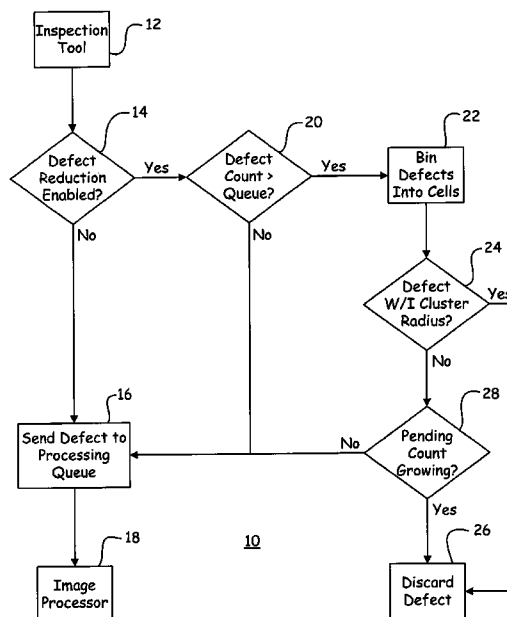 Inspection
Tool
12
14
Defect
Reduction
Enabled?
Yes
No
20
Defect
Count >
Queue?
Yes
No
22
Bin
Defects
Into Cells
24
Defect
W/I Cluster
Radius?
Yes
No
16
Send Defect to
Processing
Queue
28
Pending
Count
Growing?
No
Yes
18
Image
Processor
10
26
Discard
Defect